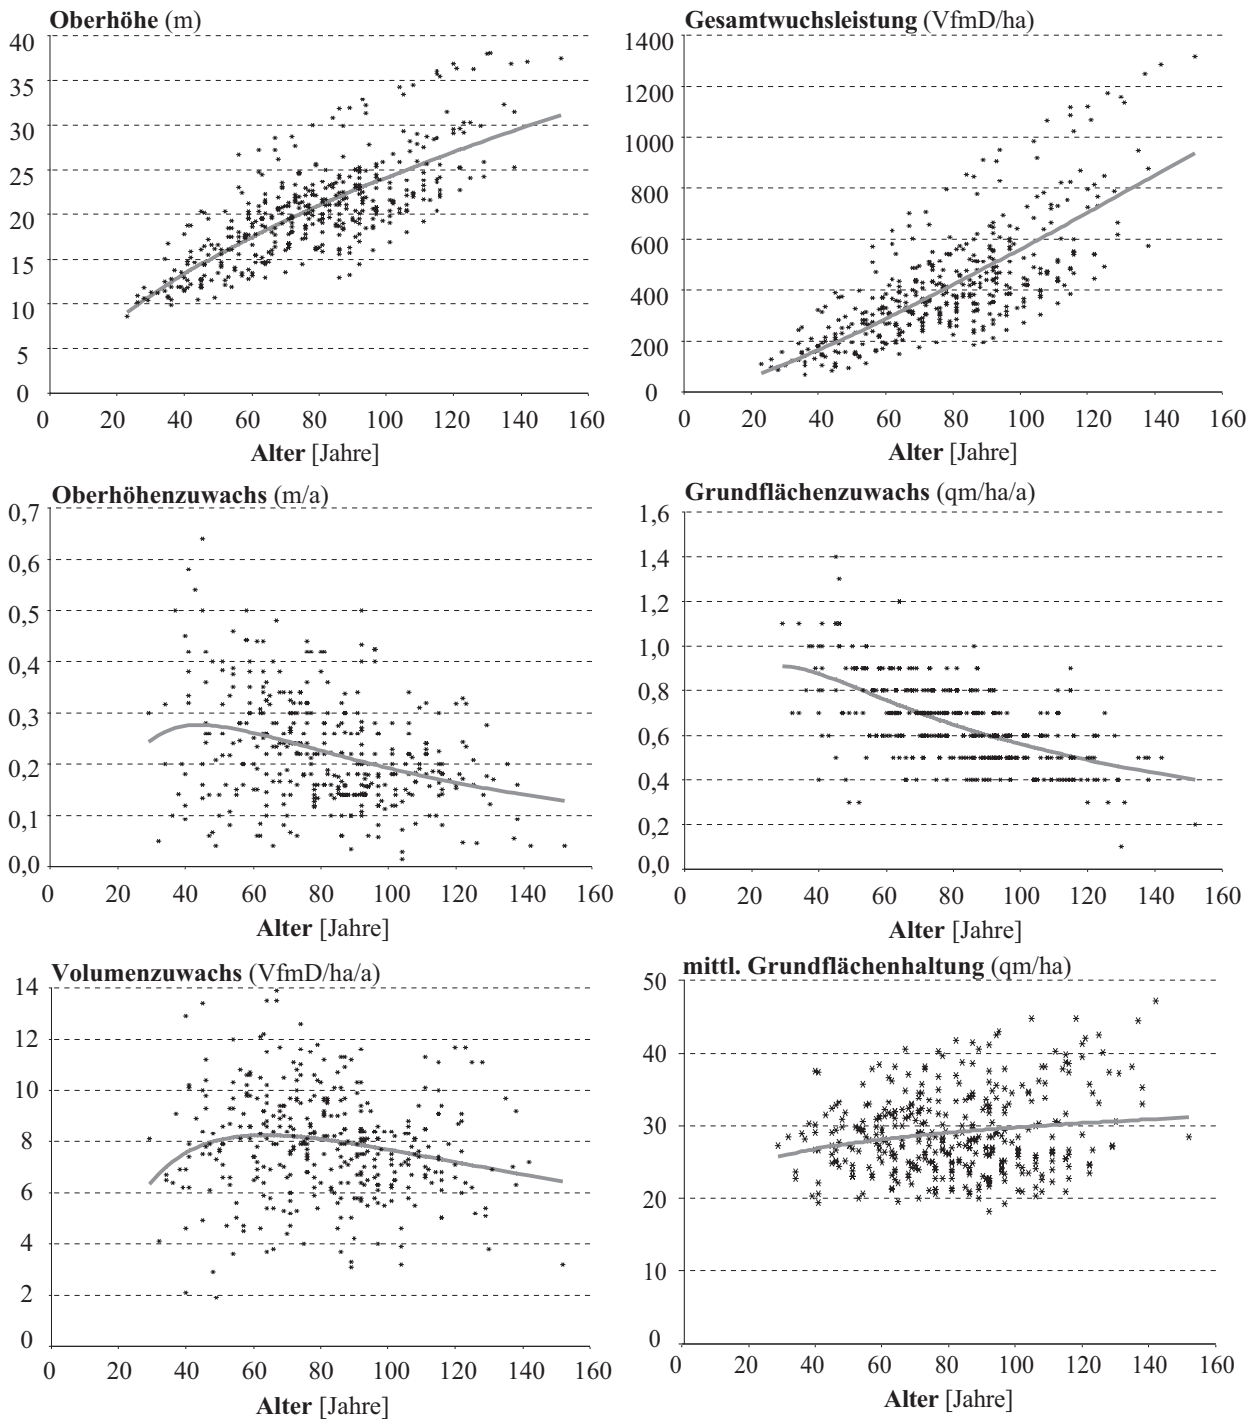 Oberhöhe (m)
40
35
30
25
20
15
10
5
0
0 20 40 60 80 100 120 140 160
Alter [Jahre]
Gesamtwuchsleistung (VfmD/ha)
1400
1200
1000
800
600
400
200
0
0 20 40 60 80 100 120 140 160
Alter [Jahre]
Oberhöhenzuwachs (m/a)
0,7
0,6
0,5
0,4
0,3
0,2
0,1
0,0
0 20 40 60 80 100 120 140 160
Alter [Jahre]
Grundflächenzuwachs (qm/ha/a)
1,6
1,4
1,2
1,0
0,8
0,6
0,4
0,2
0,0
0 20 40 60 80 100 120 140 160
Alter [Jahre]
Volumenzuwachs (VfmD/ha/a)
14
12
10
8
6
4
2
0
0 20 40 60 80 100 120 140 160
Alter [Jahre]
mittl. Grundflächenhaltung (qm/ha)
50
40
30
20
10
0
0 20 40 60 80 100 120 140 160
Alter [Jahre]